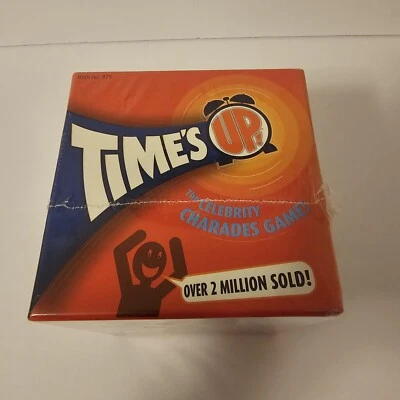 TIME'S UP!
THE CELEBRITY
CHARADES GAME!
OVER 2 MILLION SOLD!